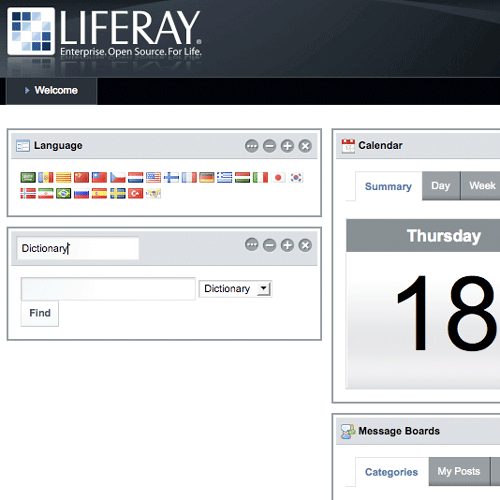 LIFERAY®
Enterprise. Open Source. For Life.
Welcome
Language
Dictionary
Dictionary
Find
Calendar
Summary
Day
Week
Thursday
18
Message Boards
Categories
My Posts